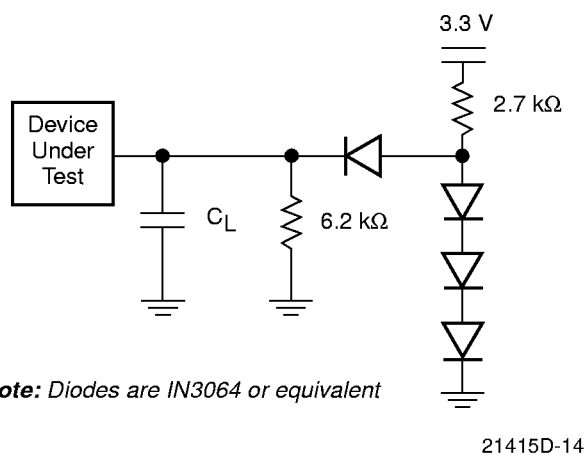 3.3 V
2.7 kΩ
Device
Under
Test
CL
6.2 kΩ
ote: Diodes are IN3064 or equivalent
21415D-14